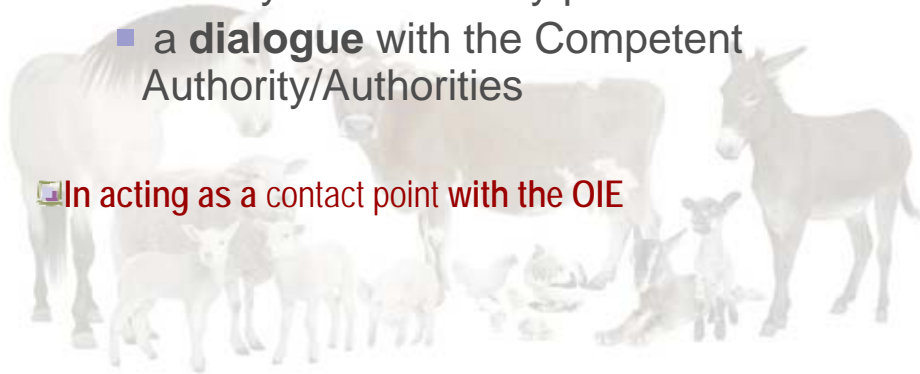 a dialogue with the Competent
Authority/Authorities
In acting as a contact point with the OIE